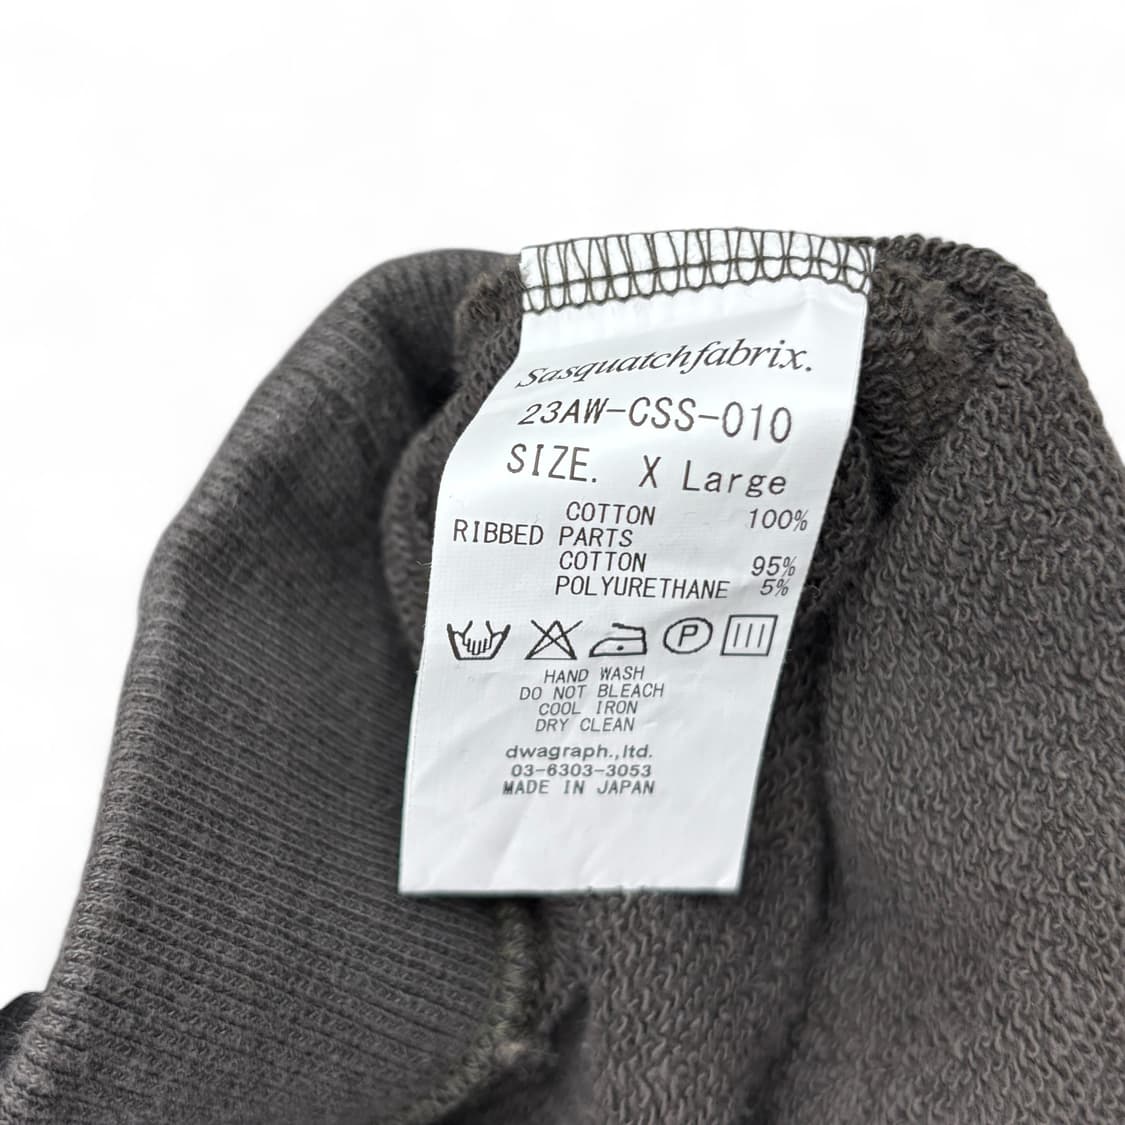 Sasquatchfabrix.
23AW-CSS-010
SIZE. X Large
COTTON 100%
RIBBED PARTS
COTTON 95%
POLYURETHANE 5%
P
HAND WASH
DO NOT BLEACH
COOL IRON
DRY CLEAN
dwagraph.,ltd.
03-6303-3053
MADE IN JAPAN